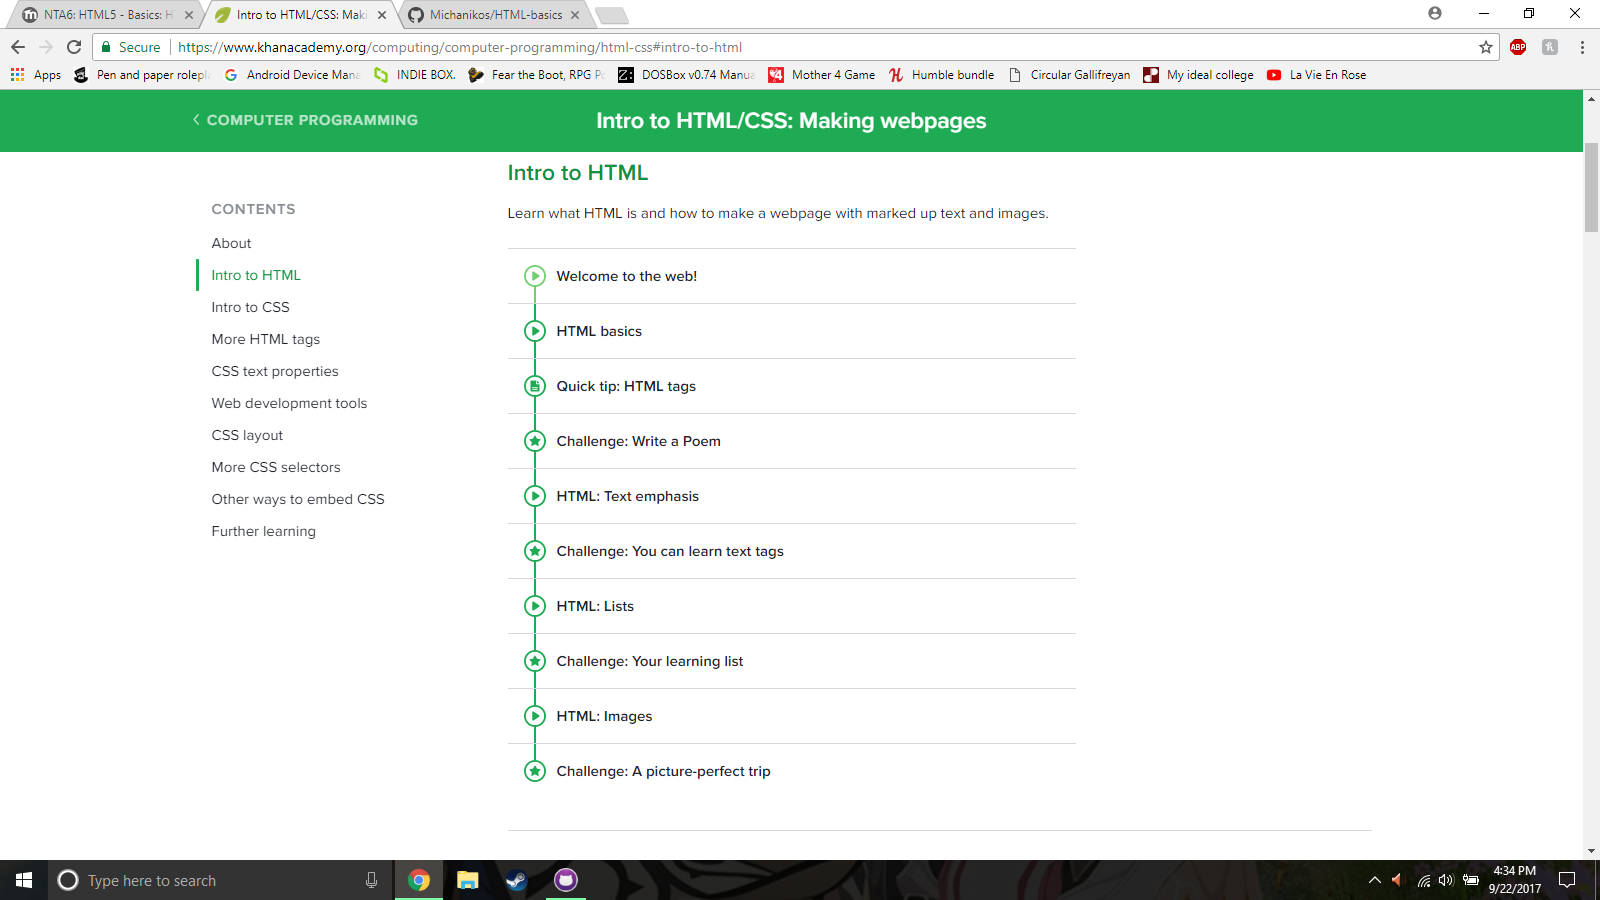 NTA6: HTML5 - Basics: H
Intro to HTML/CSS: Maki
Michanikos/HTML-basics
Secure
https://www.khanacademy.org/computing/computer-programming/html-css#intro-to-html
ABP
Apps
Pen and paper rolepl
Android Device Mana
INDIE BOX.
Fear the Boot, RPG Po
DOSBox v0.74 Manua
Mother 4 Game
Humble bundle
Circular Gallifreyan
My ideal college
La Vie En Rose
COMPUTER PROGRAMMING
Intro to HTML/CSS: Making webpages
CONTENTS
About
Intro to HTML
Intro to CSS
More HTML tags
CSS text properties
Web development tools
CSS layout
More CSS selectors
Other ways to embed CSS
Further learning
Intro to HTML
Learn what HTML is and how to make a webpage with marked up text and images.
Welcome to the web!
HTML basics
Quick tip: HTML tags
Challenge: Write a Poem
HTML: Text emphasis
Challenge: You can learn text tags
HTML: Lists
Challenge: Your learning list
HTML: Images
Challenge: A picture-perfect trip
Type here to search
4:34 PM
9/22/2017